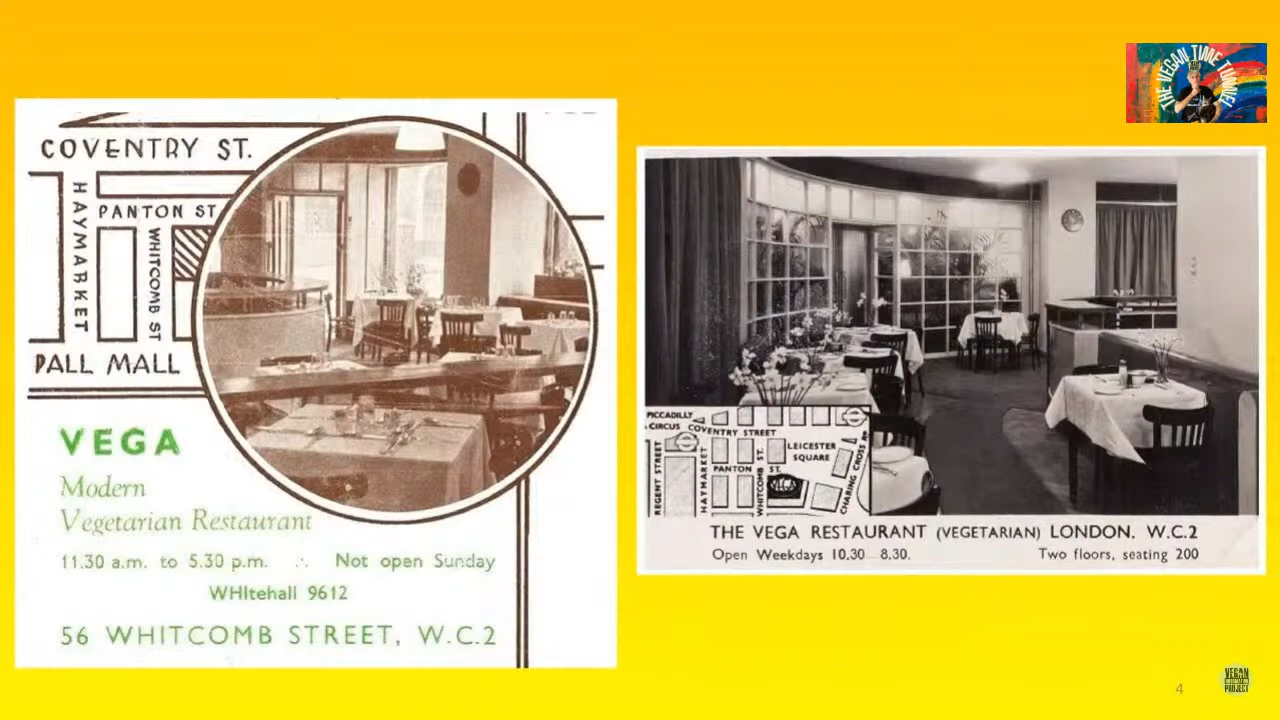 THE VEGAN TIME TUNNEL
COVENTRY ST.
HAYMARKET
PANTON ST
WHITCOMB ST
PALL MALL
VEGA
Modern
Vegetarian Restaurant
11.30 a.m. to 5.30 p.m. ∴ Not open Sunday
WHItehall 9612
56 WHITCOMB STREET, W.C.2
PICCADILLY
CIRCUS
COVENTRY STREET
LEICESTER
SQUARE
REGENT STREET
HAYMARKET
PANTON ST.
WHITCOMB ST.
CHARING CROSS
THE VEGA RESTAURANT (VEGETARIAN) LONDON. W.C.2
Open Weekdays 10.30 – 8.30.
Two floors, seating 200
4
VEGAN
PROJECT